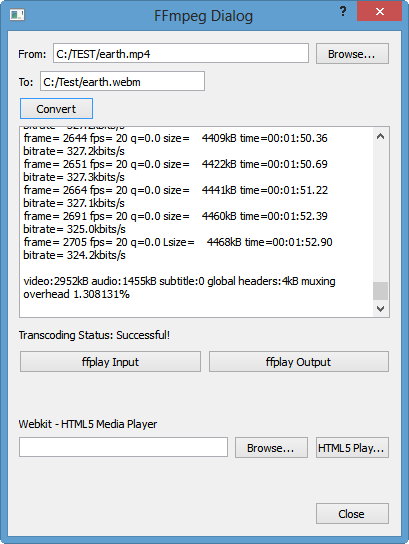 FFmpeg Dialog
?
From: C:/TEST/earth.mp4 Browse...
To: C:/Test/earth.webm
Convert
bitrate= 327.2kbits/s
frame= 2644 fps= 20 q=0.0 size= 4409kB time=00:01:50.36
bitrate= 327.2kbits/s
frame= 2651 fps= 20 q=0.0 size= 4422kB time=00:01:50.69
bitrate= 327.3kbits/s
frame= 2664 fps= 20 q=0.0 size= 4441kB time=00:01:51.22
bitrate= 327.1kbits/s
frame= 2691 fps= 20 q=0.0 size= 4460kB time=00:01:52.39
bitrate= 325.0kbits/s
frame= 2705 fps= 20 q=0.0 Lsize= 4468kB time=00:01:52.90
bitrate= 324.2kbits/s
video:2952kB audio:1455kB subtitle:0 global headers:4kB muxing
overhead 1.308131%
Transcoding Status: Successful!
ffplay Input ffplay Output
Webkit - HTML5 Media Player
Browse... HTML5 Play...
Close